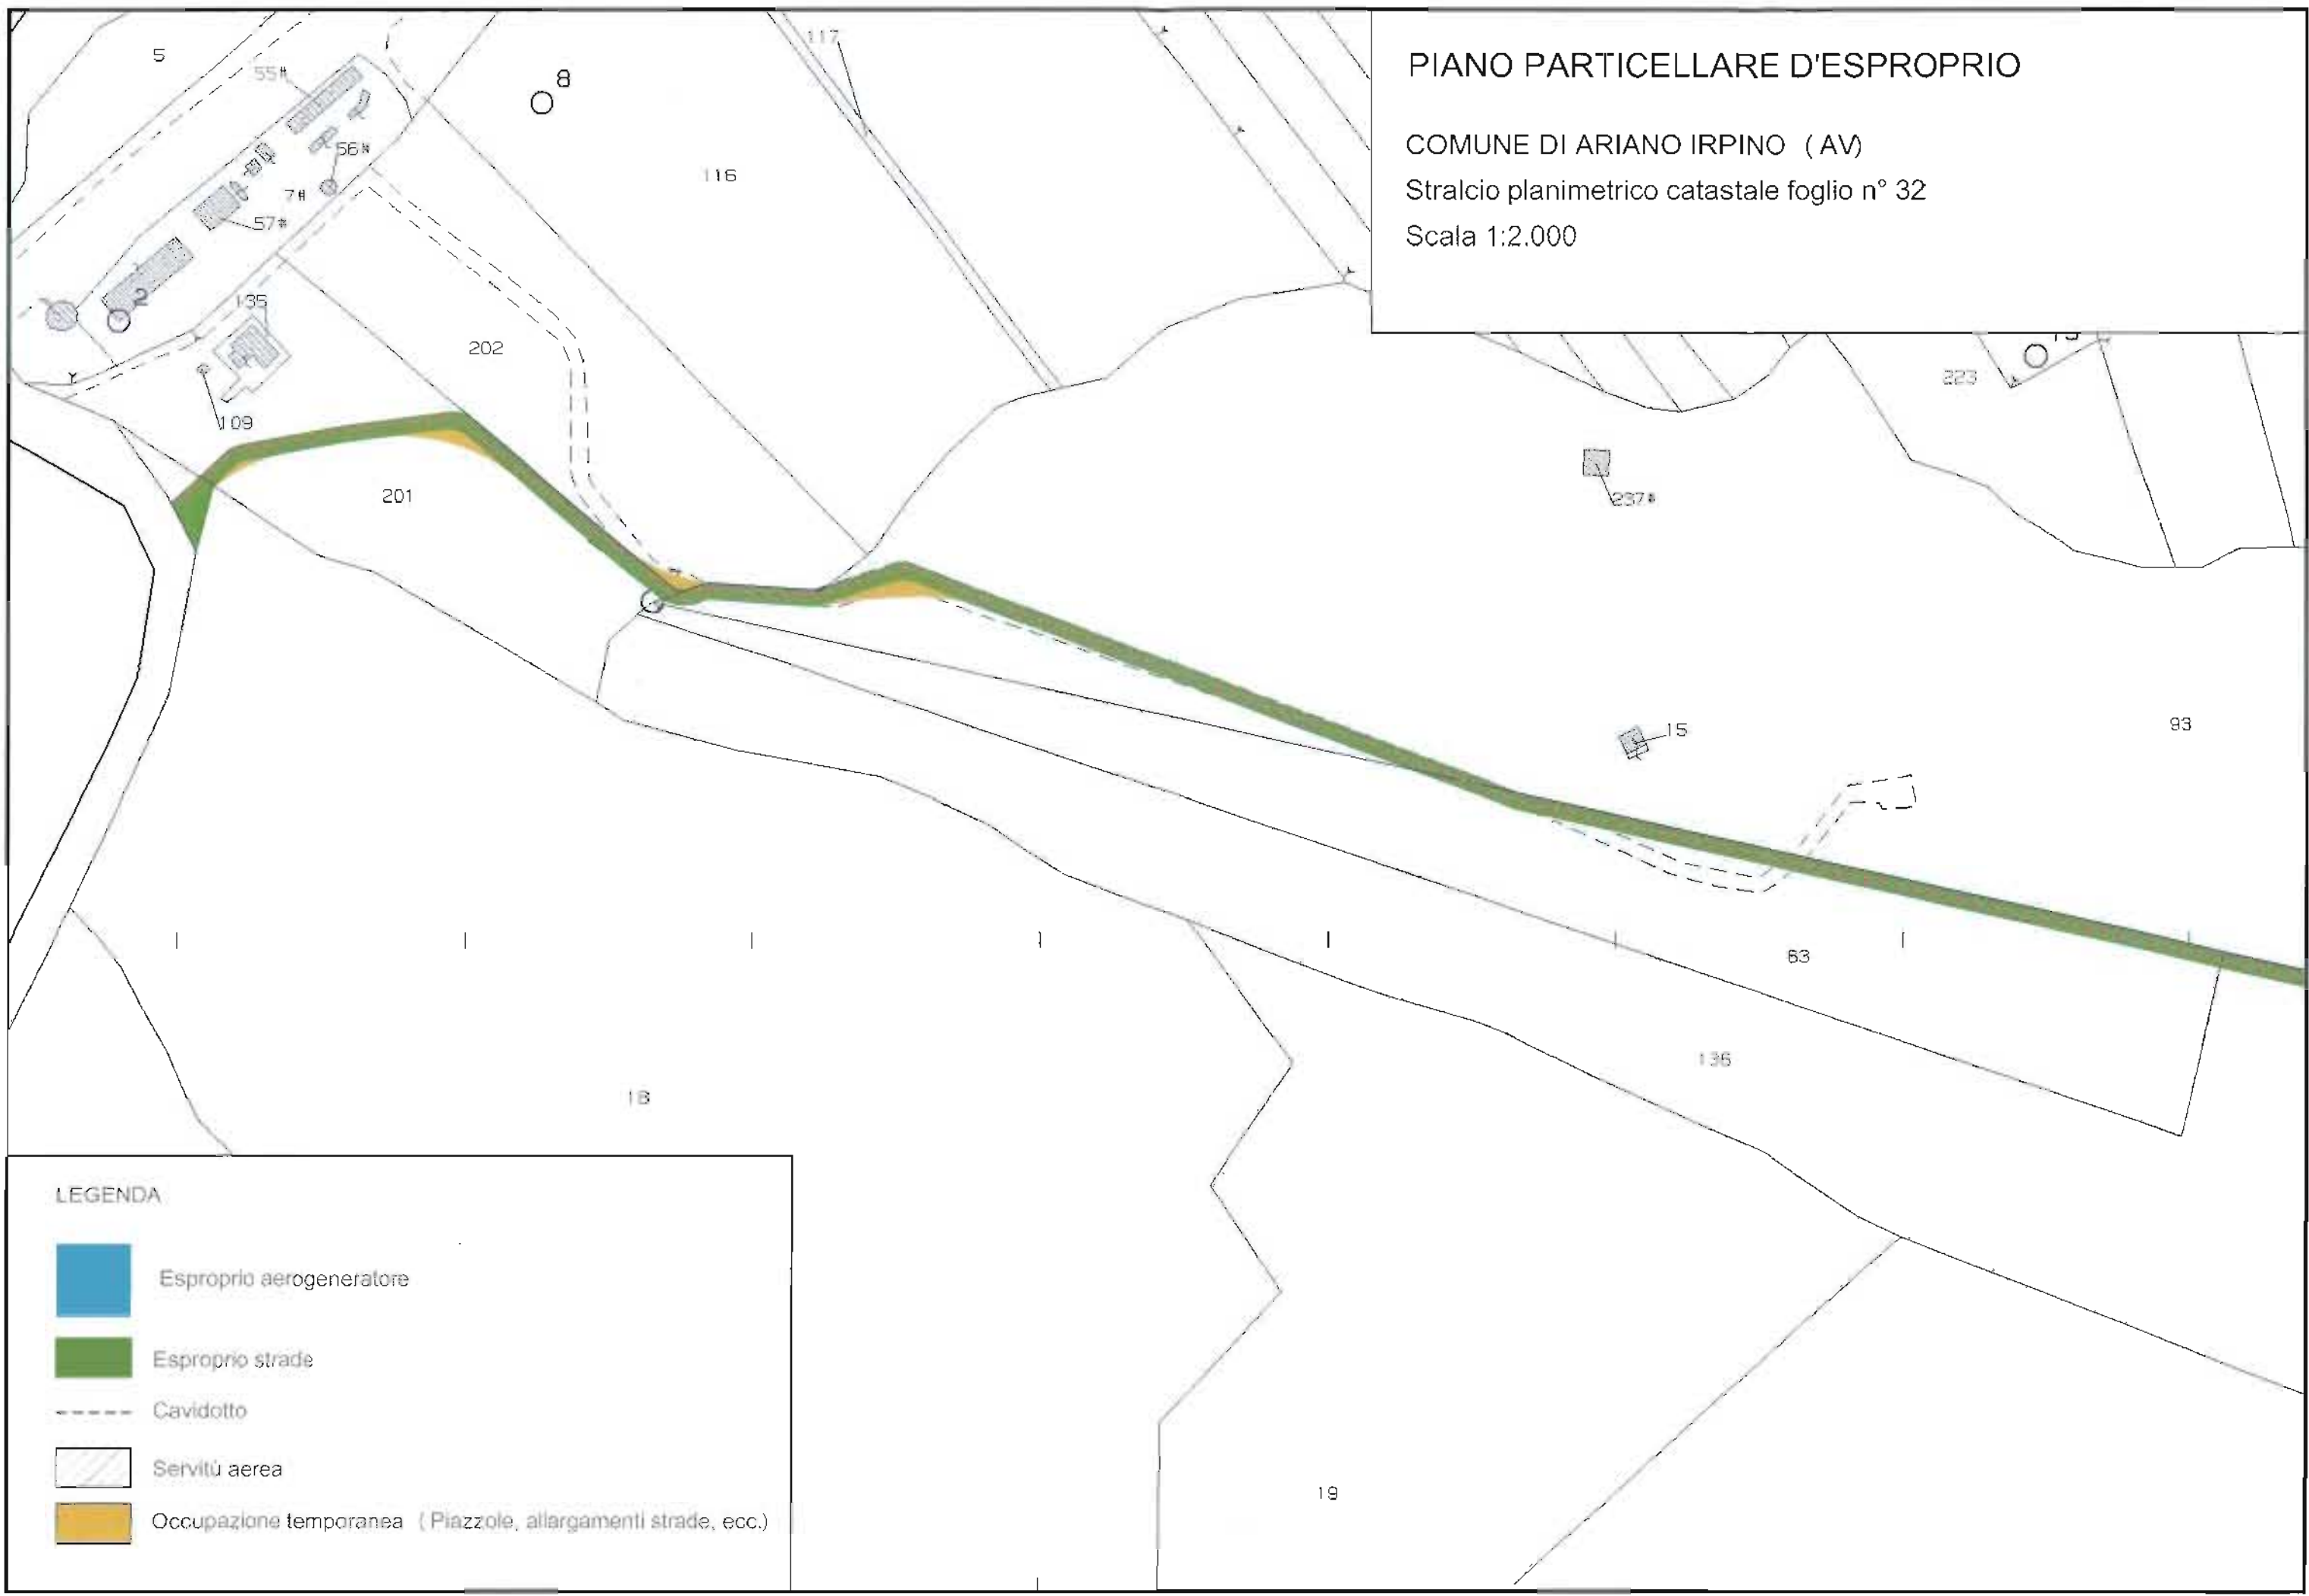 PIANO PARTICELLARE D'ESPROPRIO
COMUNE DI ARIANO IRPINO ( AV)
Stralcio planimetrico catastale foglio n° 32
Scala 1:2.000
5
55#
8
117
56#
116
7#
57#
2
135
202
109
201
223
237#
15
93
63
136
18
19
LEGENDA
Esproprio aerogeneratore
Esproprio strade
Cavidotto
Servitù aerea
Occupazione temporanea ( Piazzole, allargamenti strade, ecc.)